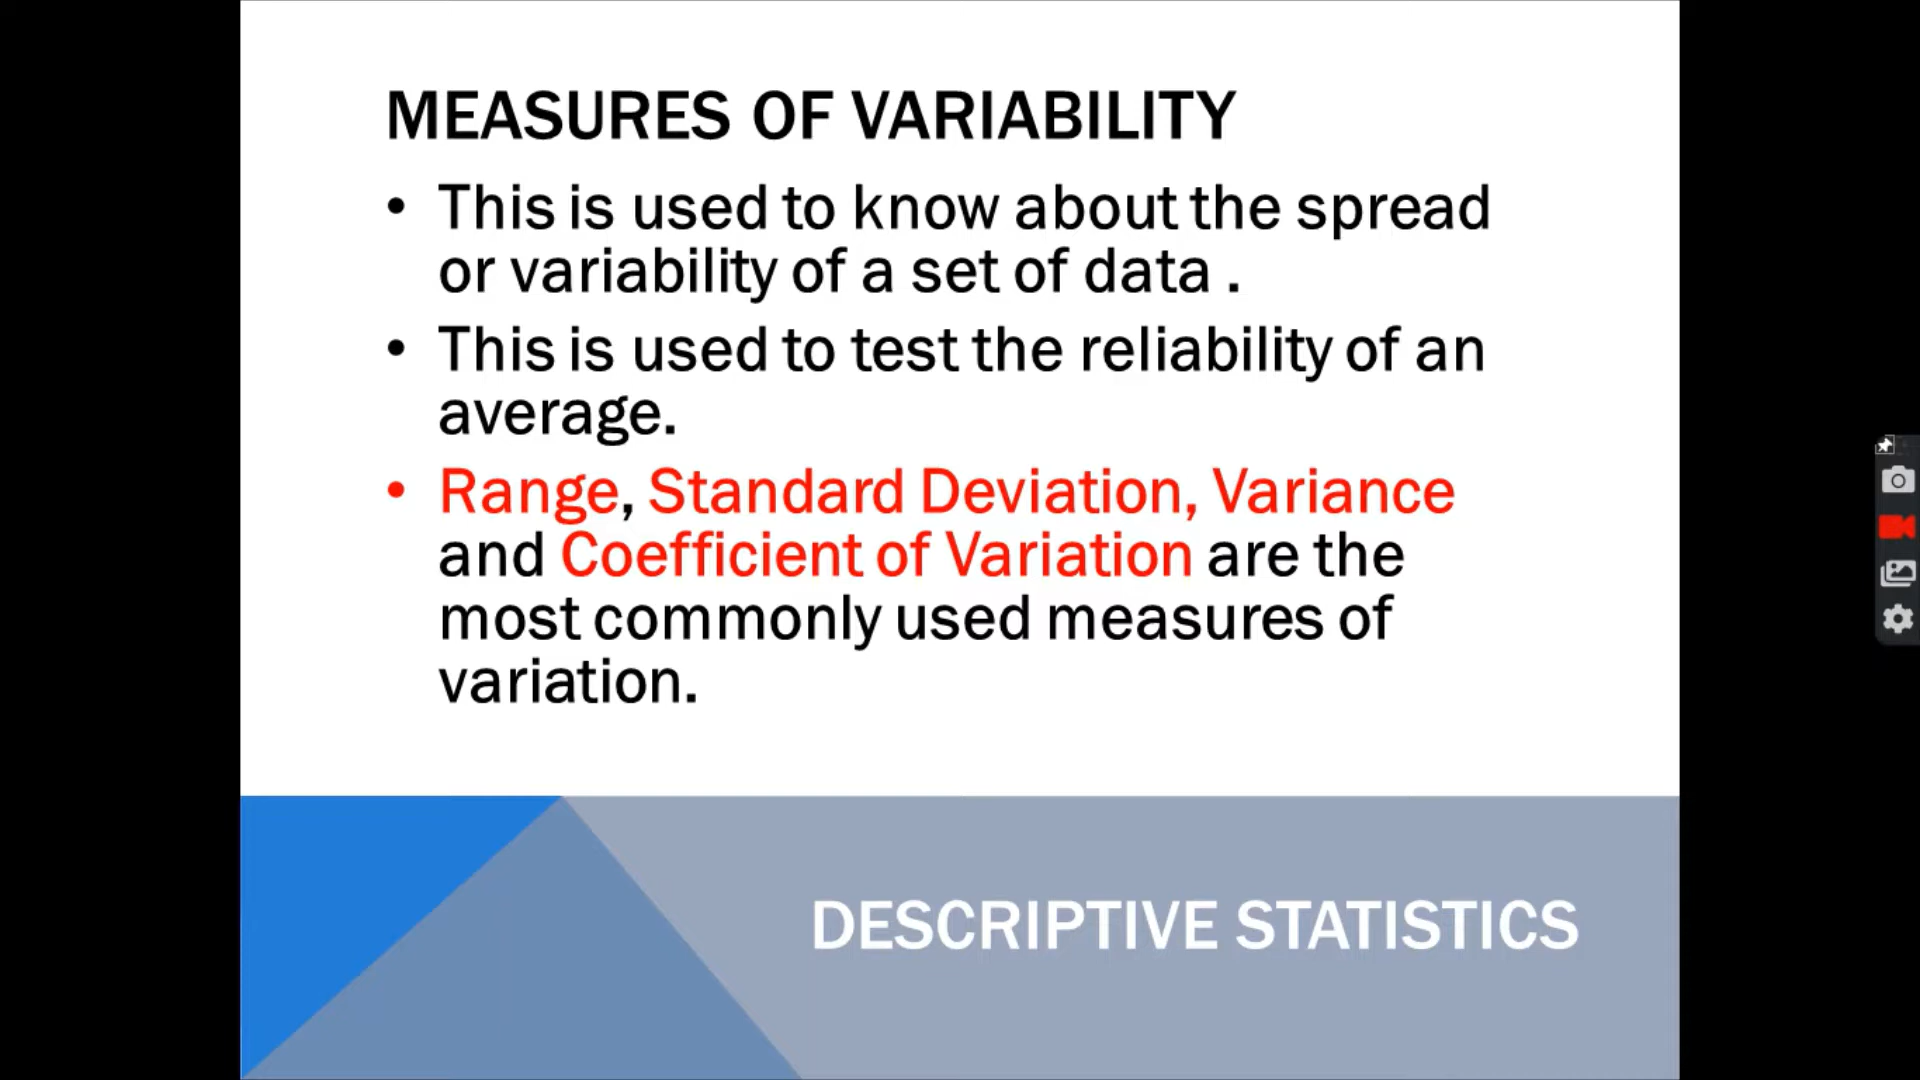 MEASURES OF VARIABILITY
• This is used to know about the spread
or variability of a set of data .
• This is used to test the reliability of an
average.
• Range, Standard Deviation, Variance
and Coefficient of Variation are the
most commonly used measures of
variation.
DESCRIPTIVE STATISTICS